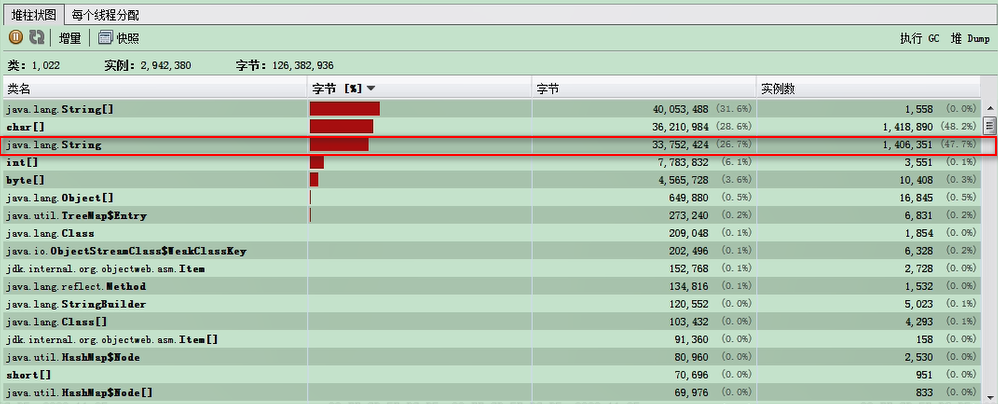 堆柱状图 每个线程分配
增量 快照 执行 GC 堆 Dump
类: 1,022 实例: 2,942,380 字节: 126,382,936
类名 字节 [%] 字节 实例数
java.lang.String[] 40,053,488 (31.6%) 1,558 (0.0%)
char[] 36,210,984 (28.6%) 1,418,890 (48.2%)
java.lang.String 33,752,424 (26.7%) 1,406,351 (47.7%)
int[] 7,783,832 (6.1%) 3,551 (0.1%)
byte[] 4,565,728 (3.6%) 10,408 (0.3%)
java.lang.Object[] 649,880 (0.5%) 16,845 (0.5%)
java.util.TreeMap$Entry 273,240 (0.2%) 6,831 (0.2%)
java.lang.Class 209,048 (0.1%) 1,854 (0.0%)
java.io.ObjectStreamClass$WeakClassKey 202,496 (0.1%) 6,328 (0.2%)
jdk.internal.org.objectweb.asm.Item 152,768 (0.1%) 2,728 (0.0%)
java.lang.reflect.Method 134,816 (0.1%) 1,532 (0.0%)
java.lang.StringBuilder 120,552 (0.0%) 5,023 (0.1%)
java.lang.Class[] 103,432 (0.0%) 4,293 (0.1%)
jdk.internal.org.objectweb.asm.Item[] 91,360 (0.0%) 158 (0.0%)
java.util.HashMap$Node 80,960 (0.0%) 2,530 (0.0%)
short[] 70,696 (0.0%) 951 (0.0%)
java.util.HashMap$Node[] 69,976 (0.0%) 833 (0.0%)